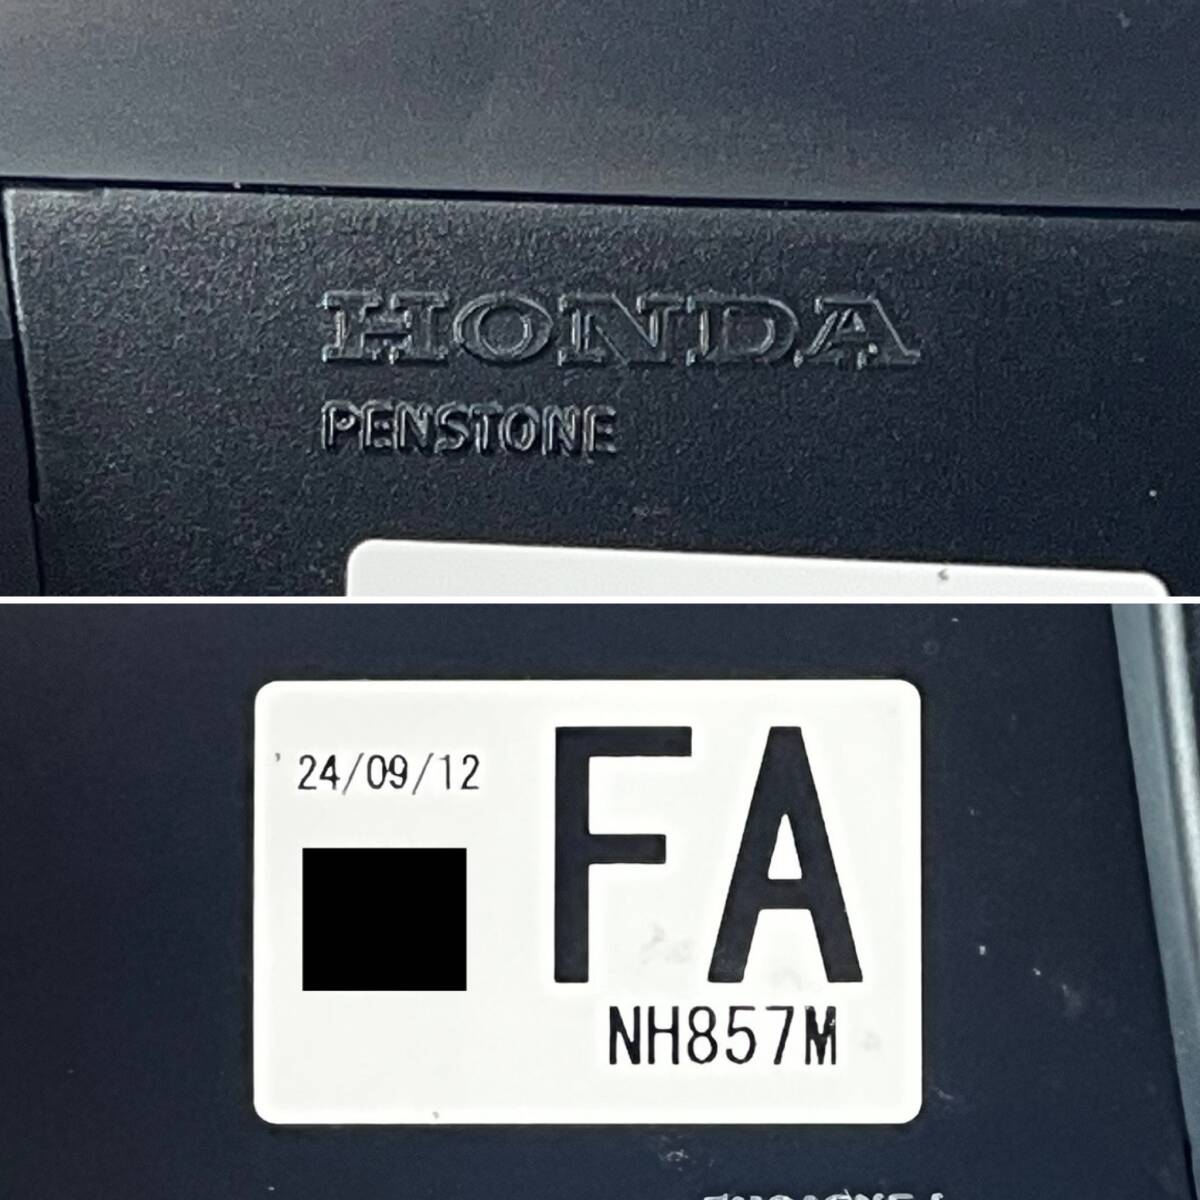 HONDA
PENSTONE
24/09/12
FA
NH857M